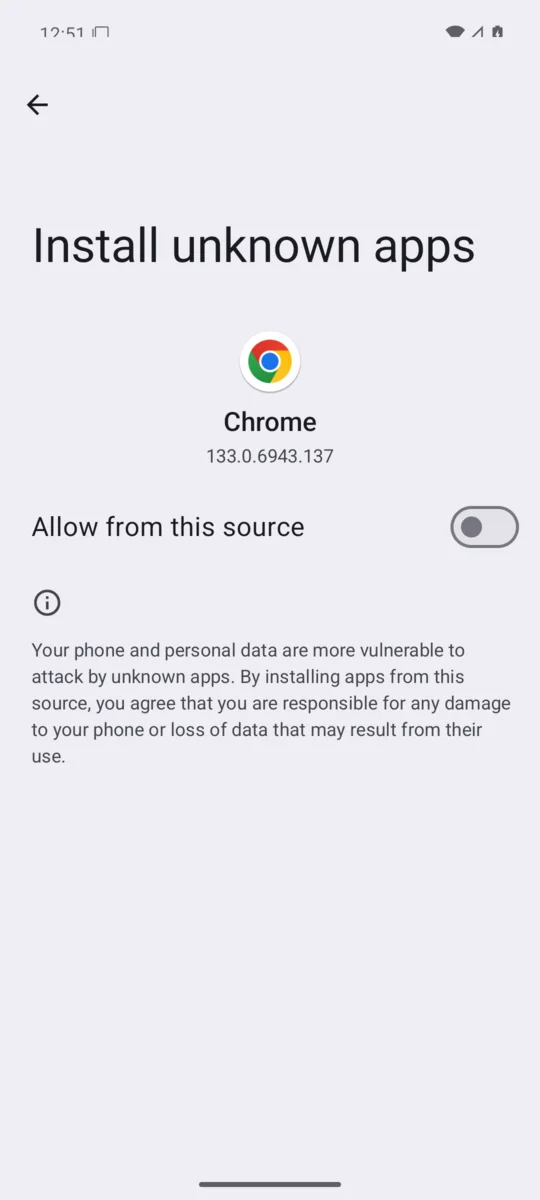 12:51
Install unknown apps
Chrome
133.0.6943.137
Allow from this source
Your phone and personal data are more vulnerable to
attack by unknown apps. By installing apps from this
source, you agree that you are responsible for any damage
to your phone or loss of data that may result from their
use.